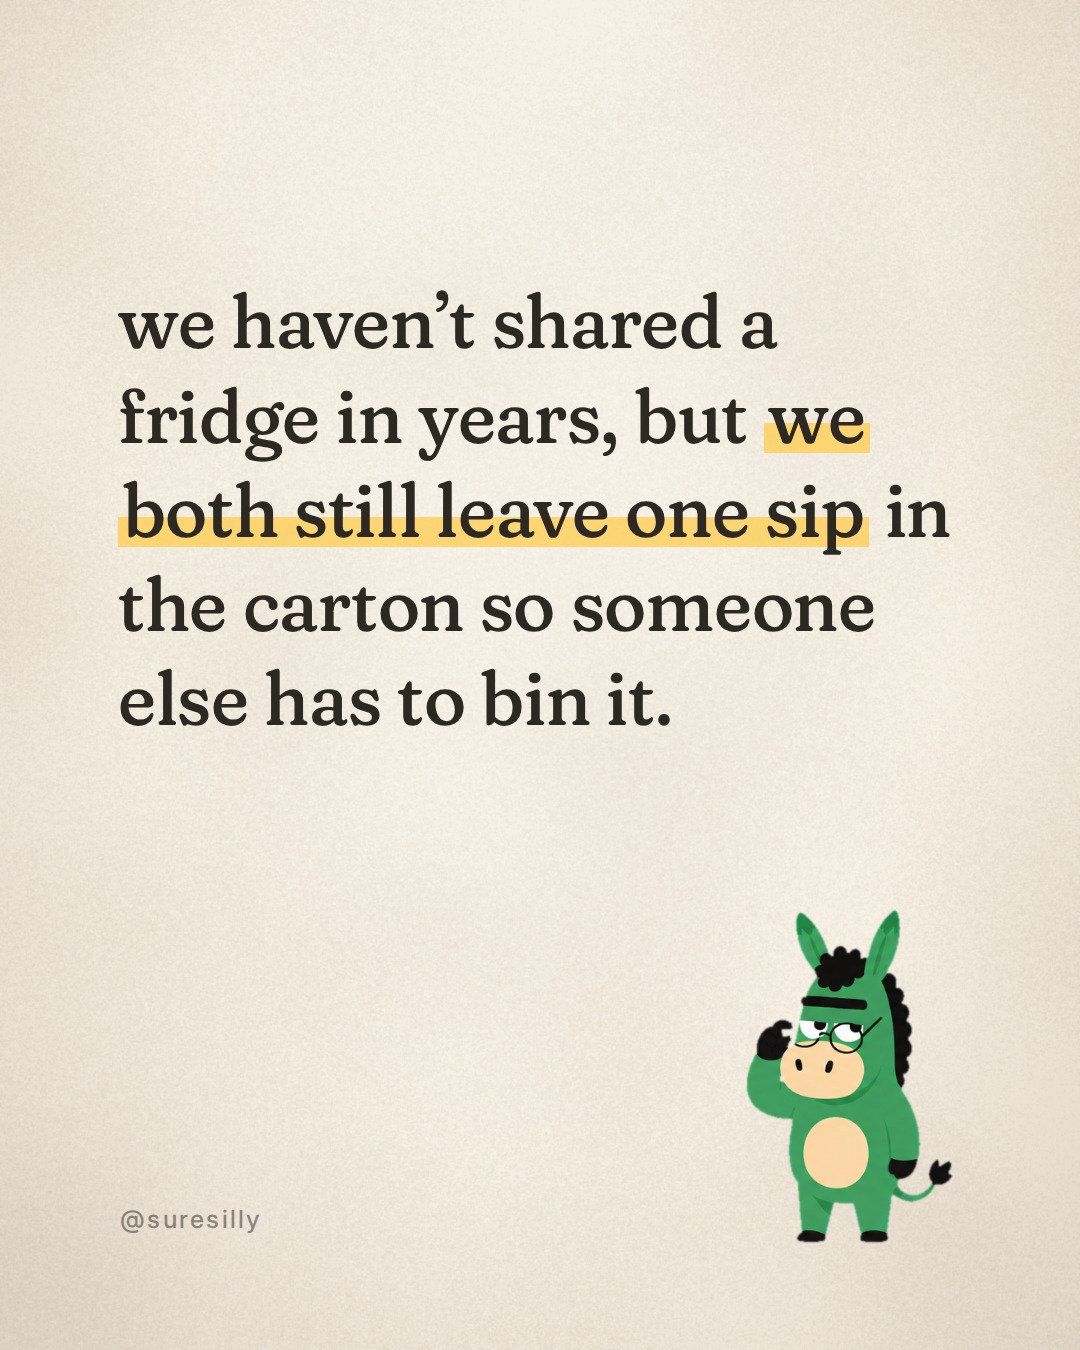 we haven’t shared a
fridge in years, but we
both still leave one sip in
the carton so someone
else has to bin it.
@suresilly